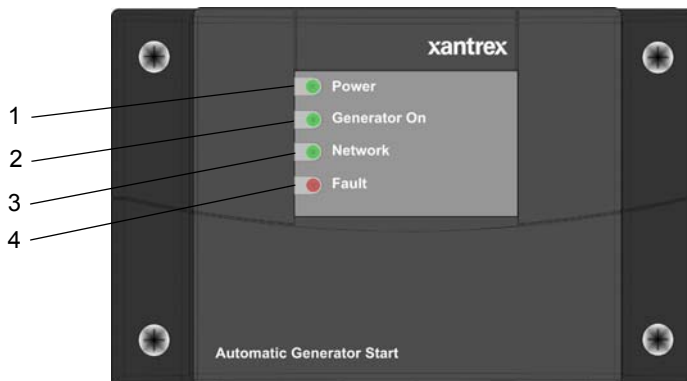 xantrex
1
Power
2
Generator On
3
Network
4
Fault
Automatic Generator Start